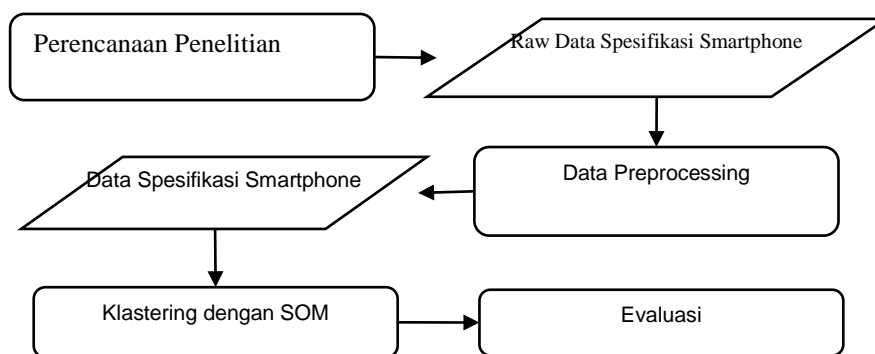 Perencanaan Penelitian
Raw Data Spesifikasi Smartphone
Data Preprocessing
Data Spesifikasi Smartphone
Klastering dengan SOM
Evaluasi